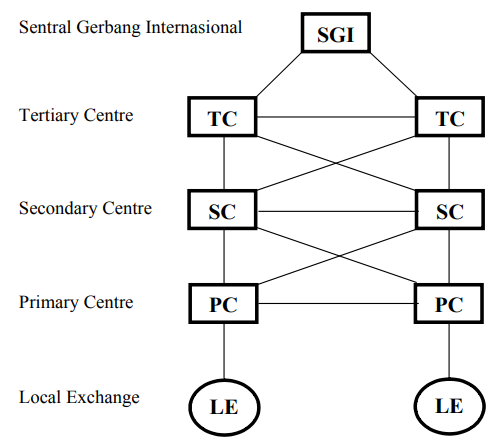 Sentral Gerbang Internasional
SGI
Tertiary Centre
TC
TC
Secondary Centre
SC
SC
Primary Centre
PC
PC
Local Exchange
LE
LE